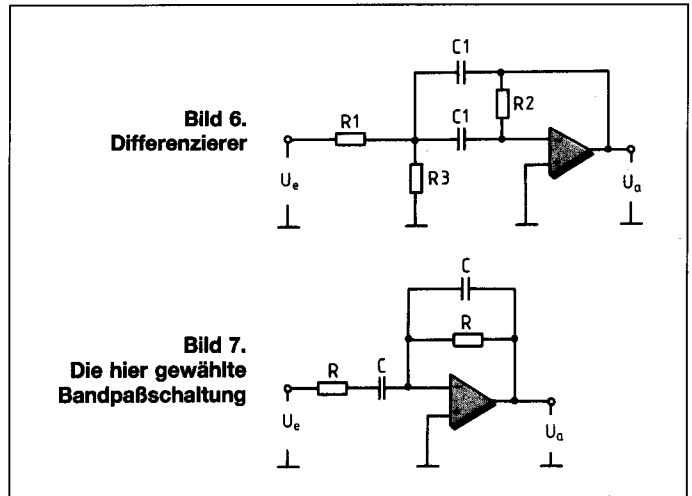 Bild 6.
Differenzierer
C1
R2
R1
C1
R3
Ue
Ua
Bild 7.
Die hier gewählte
Bandpaßschaltung
C
R
R
C
Ue
Ua